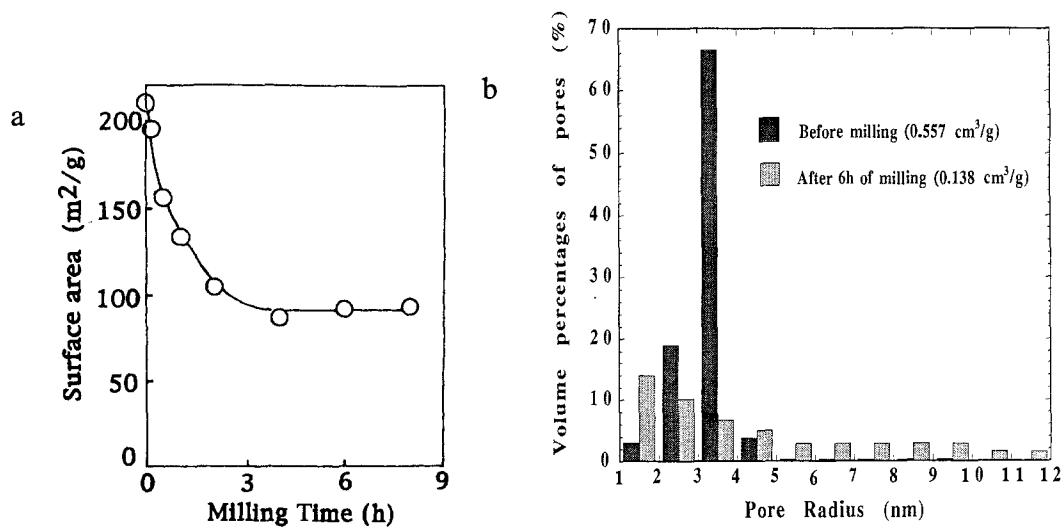 a
Surface area (m2/g)
200
150
100
50
0
0 3 6 9
Milling Time (h)
b
Volume percentages of pores (%)
70
60
50
40
30
20
10
0
Before milling (0.557 cm3/g)
After 6h of milling (0.138 cm3/g)
1 2 3 4 5 6 7 8 9 10 11 12
Pore Radius (nm)